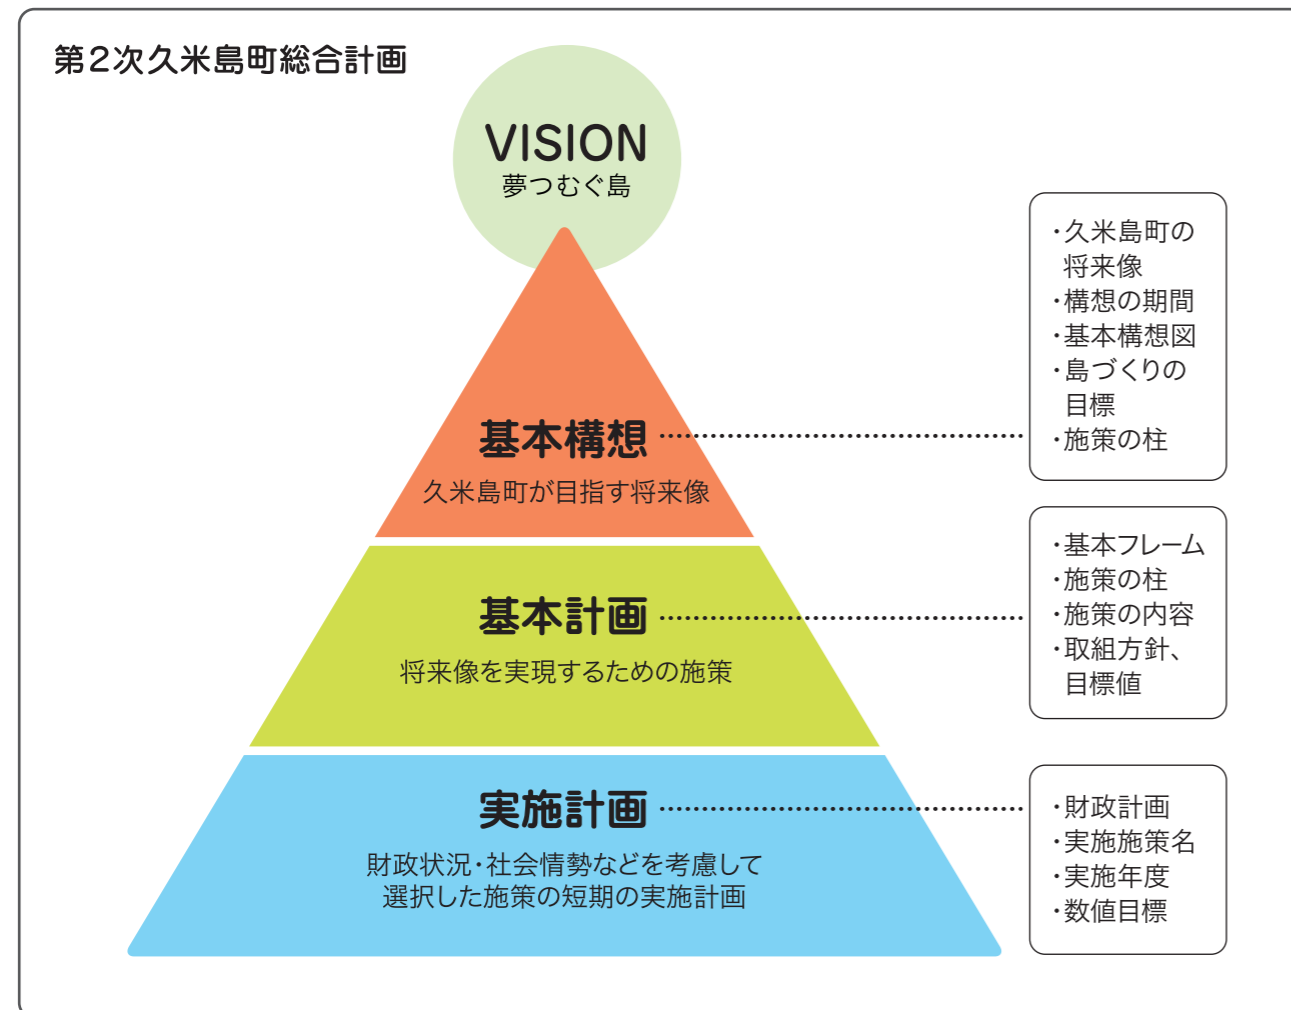 第2次久米島町総合計画
VISION
夢つむぐ島
基本構想
久米島町が目指す将来像
・久米島町の
将来像
・構想の期間
・基本構想図
・島づくりの
目標
・施策の柱
基本計画
将来像を実現するための施策
・基本フレーム
・施策の柱
・施策の内容
・取組方針、
目標値
実施計画
財政状況・社会情勢などを考慮して
選択した施策の短期の実施計画
・財政計画
・実施施策名
・実施年度
・数値目標